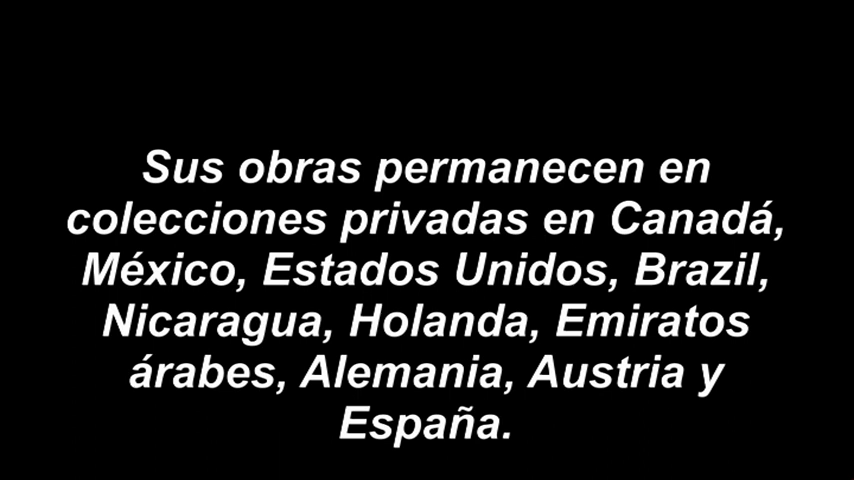 Sus obras permanecen en
colecciones privadas en Canadá,
México, Estados Unidos, Brazil,
Nicaragua, Holanda, Emiratos
árabes, Alemania, Austria y
España.